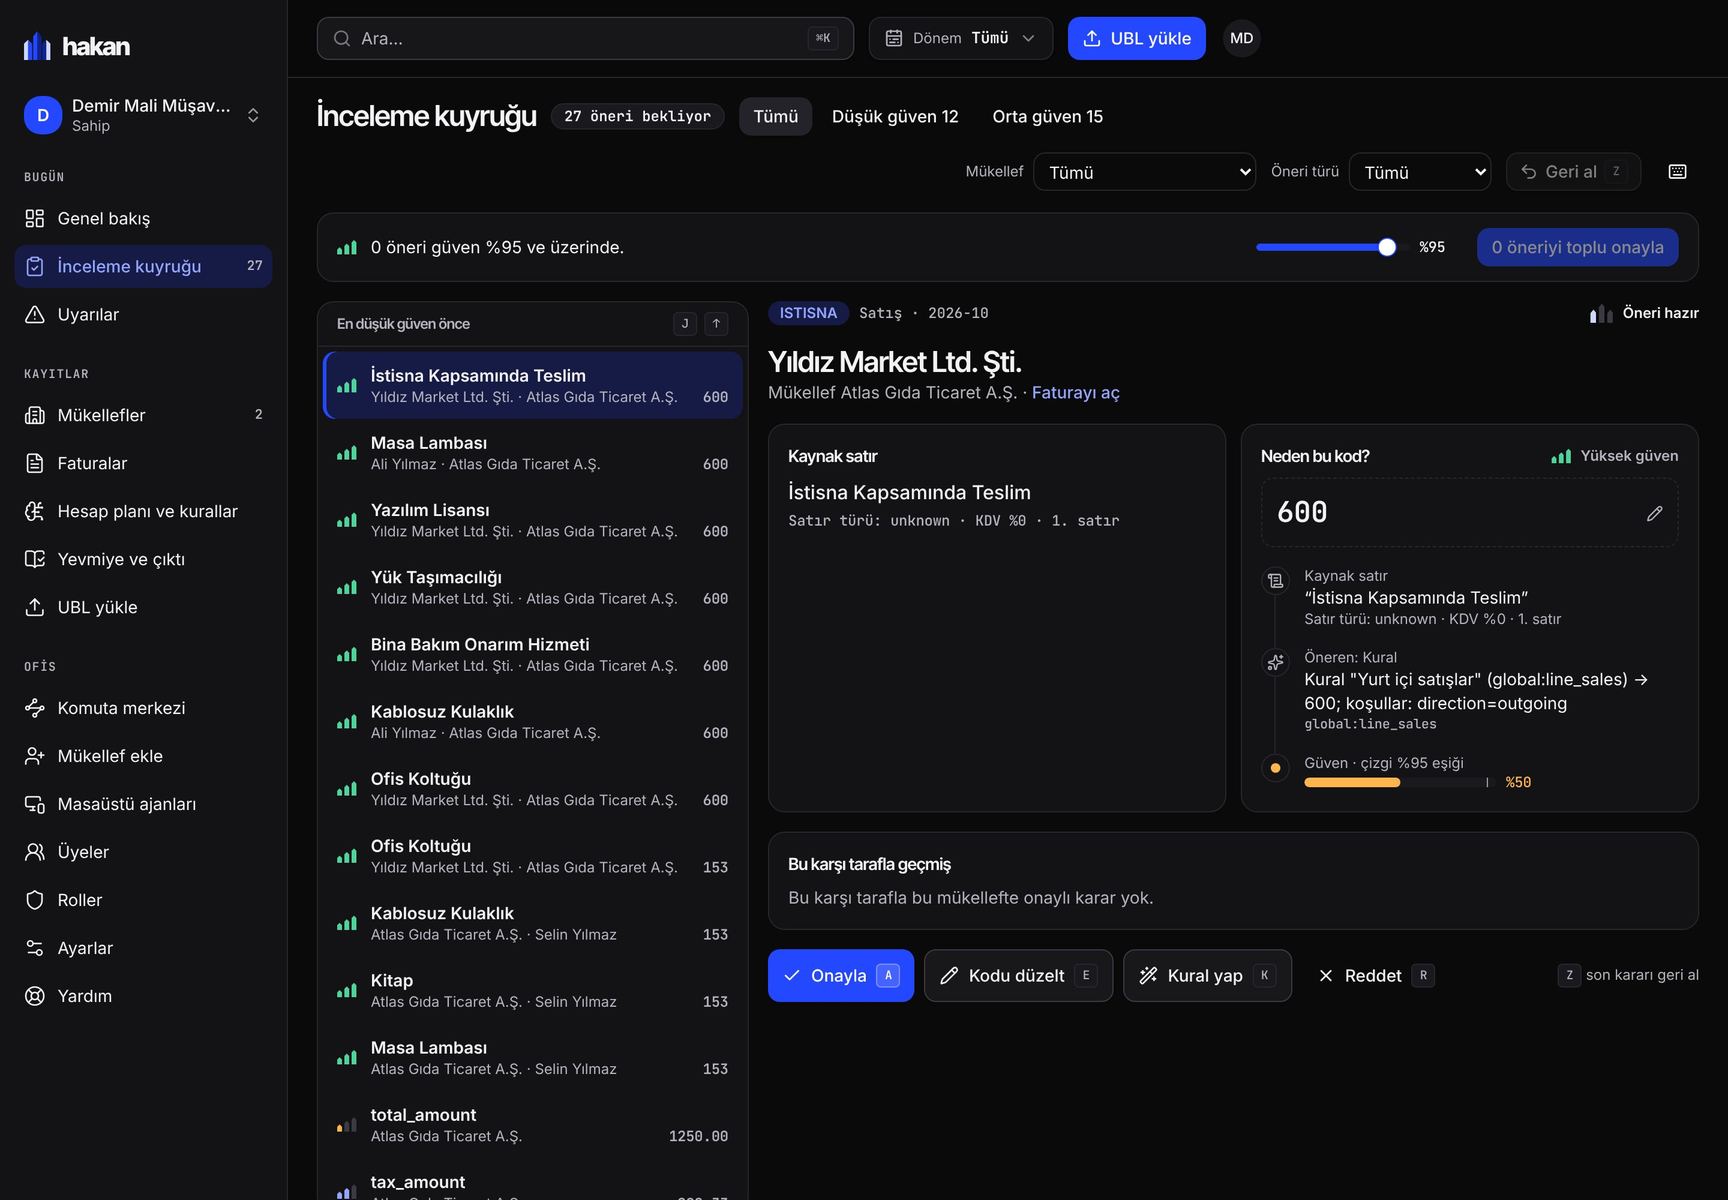 hakan
Ara...
⌘K
Dönem Tümü
UBL yükle
MD
D
Demir Mali Müşav...
Sahip
BUGÜN
Genel bakış
İnceleme kuyruğu 27
Uyarılar
KAYITLAR
Mükellefler 2
Faturalar
Hesap planı ve kurallar
Yevmiye ve çıktı
UBL yükle
OFİS
Komuta merkezi
Mükellef ekle
Masaüstü ajanları
Üyeler
Roller
Ayarlar
Yardım
İnceleme kuyruğu
27 öneri bekliyor
Tümü
Düşük güven 12
Orta güven 15
Mükellef Tümü
Öneri türü Tümü
Geri al Z
0 öneri güven %95 ve üzerinde.
%95
0 öneriyi toplu onayla
En düşük güven önce J ↑
İstisna Kapsamında Teslim
Yıldız Market Ltd. Şti. · Atlas Gıda Ticaret A.Ş. 600
Masa Lambası
Ali Yılmaz · Atlas Gıda Ticaret A.Ş. 600
Yazılım Lisansı
Yıldız Market Ltd. Şti. · Atlas Gıda Ticaret A.Ş. 600
Yük Taşımacılığı
Yıldız Market Ltd. Şti. · Atlas Gıda Ticaret A.Ş. 600
Bina Bakım Onarım Hizmeti
Yıldız Market Ltd. Şti. · Atlas Gıda Ticaret A.Ş. 600
Kablosuz Kulaklık
Ali Yılmaz · Atlas Gıda Ticaret A.Ş. 600
Ofis Koltuğu
Yıldız Market Ltd. Şti. · Atlas Gıda Ticaret A.Ş. 600
Ofis Koltuğu
Yıldız Market Ltd. Şti. · Atlas Gıda Ticaret A.Ş. 153
Kablosuz Kulaklık
Atlas Gıda Ticaret A.Ş. · Selin Yılmaz 153
Kitap
Atlas Gıda Ticaret A.Ş. · Selin Yılmaz 153
Masa Lambası
Atlas Gıda Ticaret A.Ş. · Selin Yılmaz 153
total_amount
Atlas Gıda Ticaret A.Ş. 1250.00
tax_amount
ISTISNA Satış · 2026-10
Öneri hazır
Yıldız Market Ltd. Şti.
Mükellef Atlas Gıda Ticaret A.Ş. · Faturayı aç
Kaynak satır
İstisna Kapsamında Teslim
Satır türü: unknown · KDV %0 · 1. satır
Neden bu kod? Yüksek güven
600
Kaynak satır
“İstisna Kapsamında Teslim”
Satır türü: unknown · KDV %0 · 1. satır
Öneren: Kural
Kural "Yurt içi satışlar" (global:line_sales) →
600; koşullar: direction=outgoing
global:line_sales
Güven · çizgi %95 eşiği
%50
Bu karşı tarafla geçmiş
Bu karşı tarafla bu mükellefte onaylı karar yok.
Onayla A
Kodu düzelt E
Kural yap K
Reddet R
Z son kararı geri al